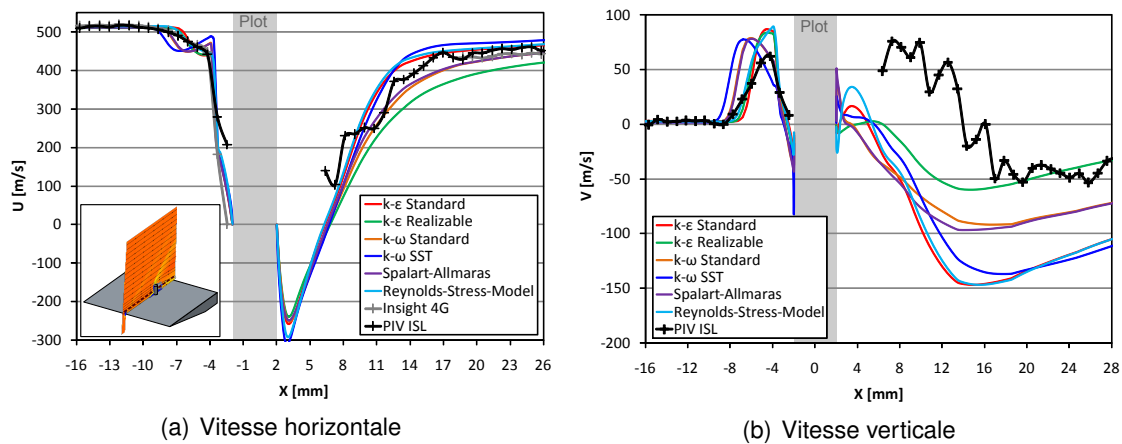 Plot
500
400
300
200
100
0
-100
-200
-300
U [m/s]
k-ε Standard
k-ε Realizable
k-ω Standard
k-ω SST
Spalart-Allmaras
Reynolds-Stress-Model
Insight 4G
PIV ISL
-16 -13 -10 -7 -4 -1 2 5 8 11 14 17 20 23 26
X [mm]
(a) Vitesse horizontale
Plot
100
50
0
-50
-100
-150
-200
V [m/s]
k-ε Standard
k-ε Realizable
k-ω Standard
k-ω SST
Spalart-Allmaras
Reynolds-Stress-Model
PIV ISL
-16 -12 -8 -4 0 4 8 12 16 20 24 28
X [mm]
(b) Vitesse verticale